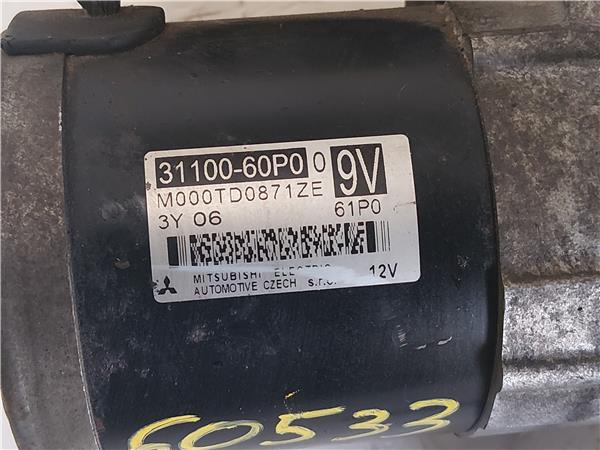 31100-60P0 0 9V
M000TD0871ZE
3Y 06 61P0
MITSUBISHI ELECTRIC 12V
AUTOMOTIVE CZECH s.r.o.
60533